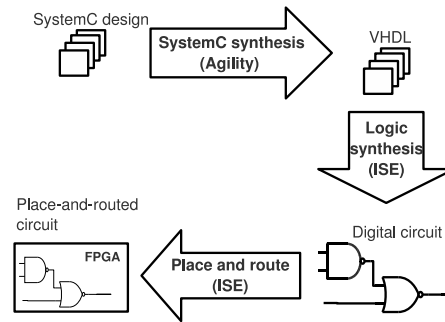 SystemC design
SystemC synthesis
(Agility)
VHDL
Logic
synthesis
(ISE)
Place-and-routed
circuit
FPGA
Place and route
(ISE)
Digital circuit